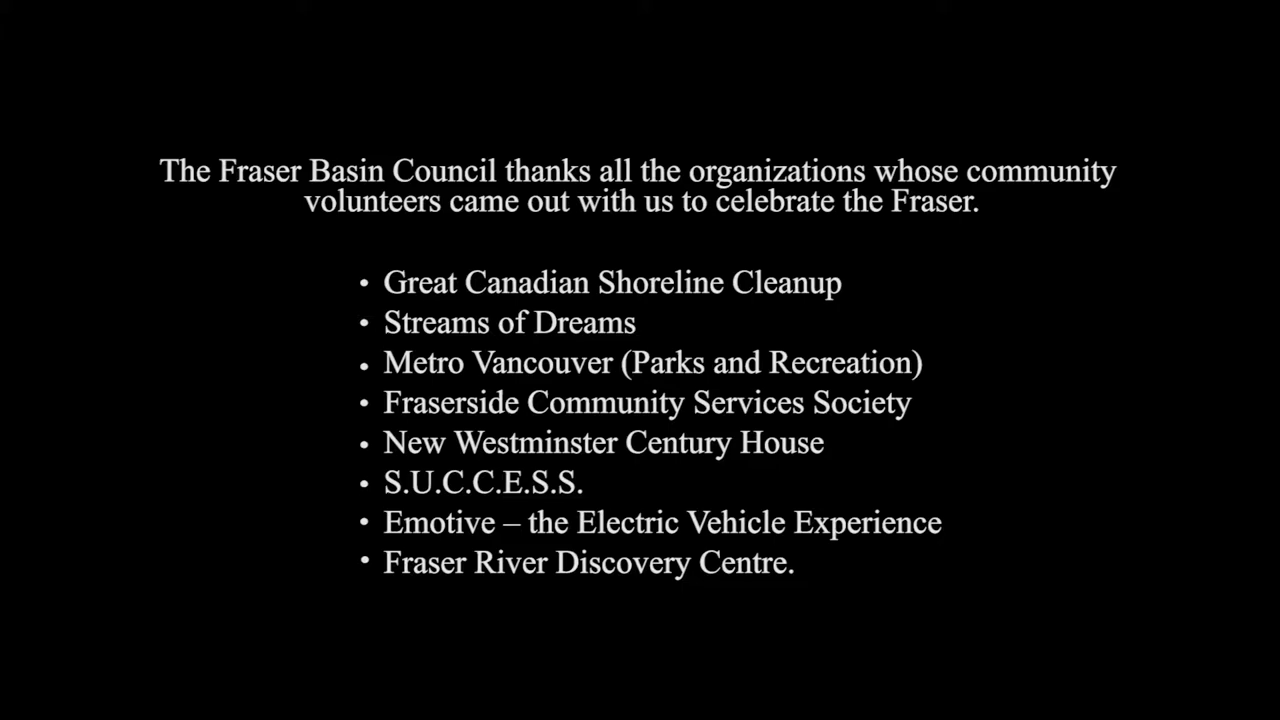 The Fraser Basin Council thanks all the organizations whose community
volunteers came out with us to celebrate the Fraser.
• Great Canadian Shoreline Cleanup
• Streams of Dreams
• Metro Vancouver (Parks and Recreation)
• Fraserside Community Services Society
• New Westminster Century House
• S.U.C.C.E.S.S.
• Emotive – the Electric Vehicle Experience
• Fraser River Discovery Centre.